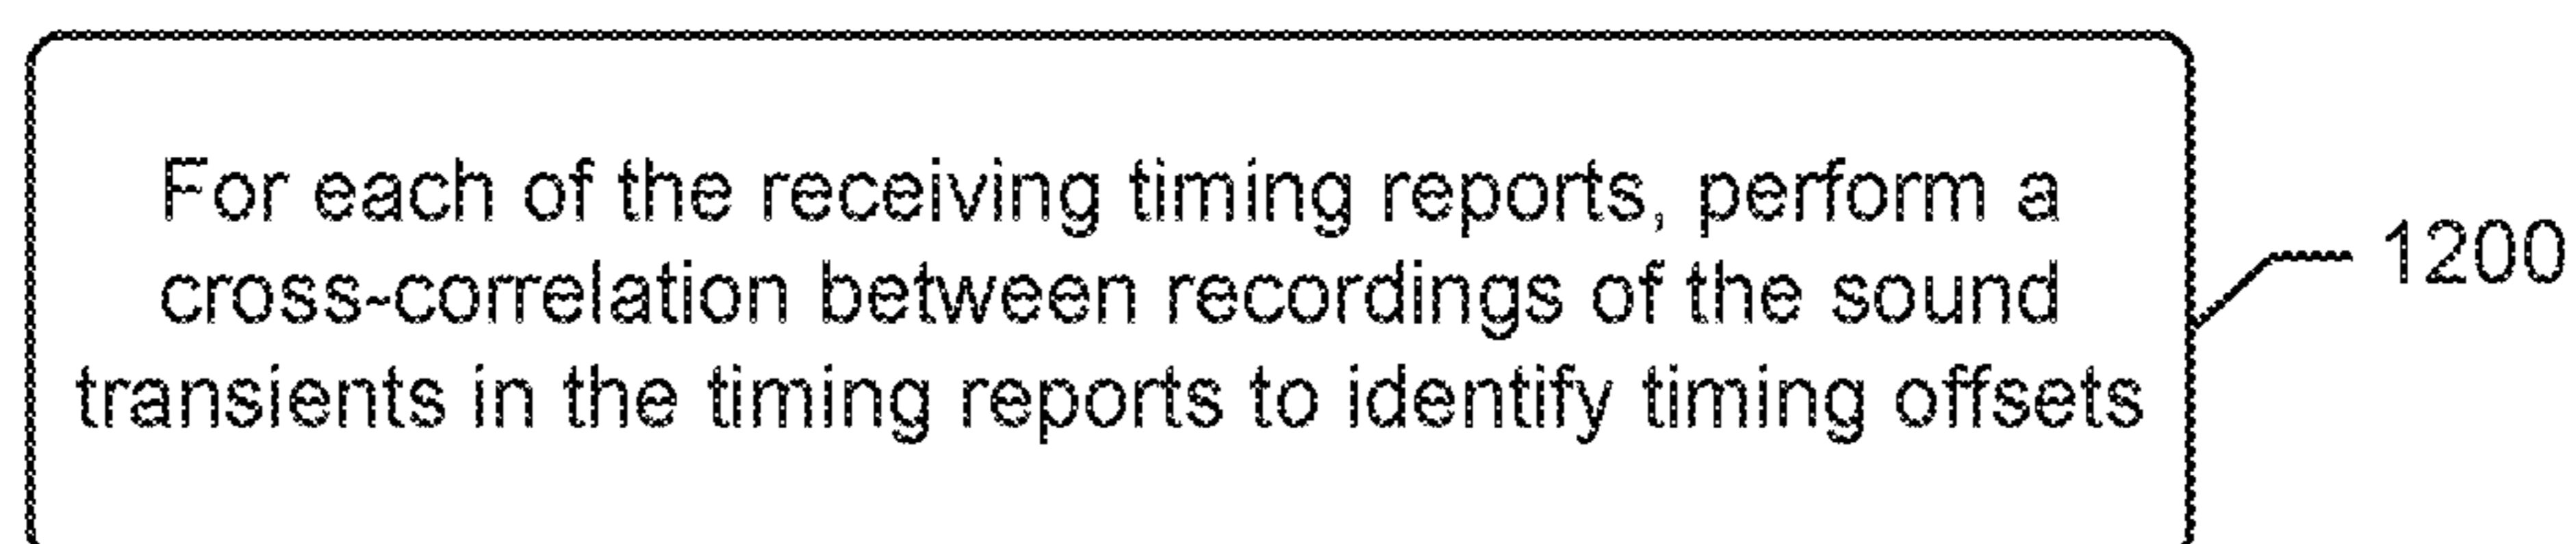 For each of the receiving timing reports, perform a
cross-correlation between recordings of the sound
transients in the timing reports to identify timing offsets
1200